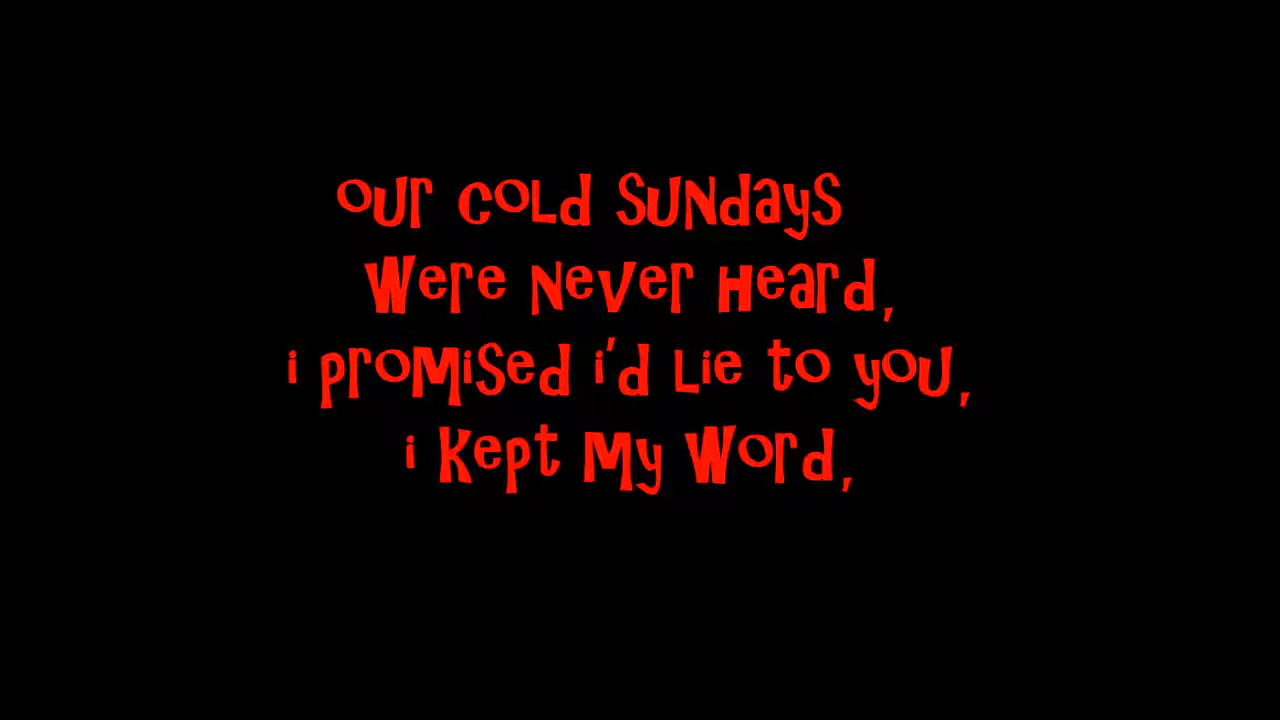 Our Cold Sundays
Were Never Heard,
i Promised i'd Lie to you,
i Kept My Word,